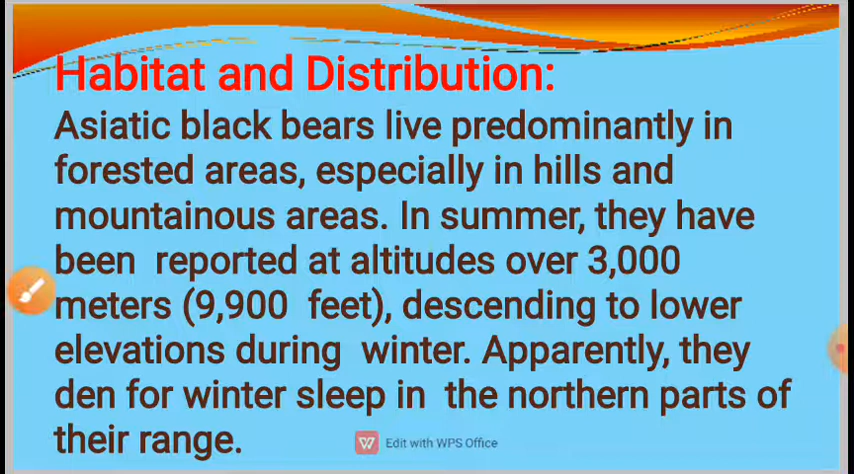 Habitat and Distribution:
Asiatic black bears live predominantly in
forested areas, especially in hills and
mountainous areas. In summer, they have
been reported at altitudes over 3,000
meters (9,900 feet), descending to lower
elevations during winter. Apparently, they
den for winter sleep in the northern parts of
their range.
Edit with WPS Office